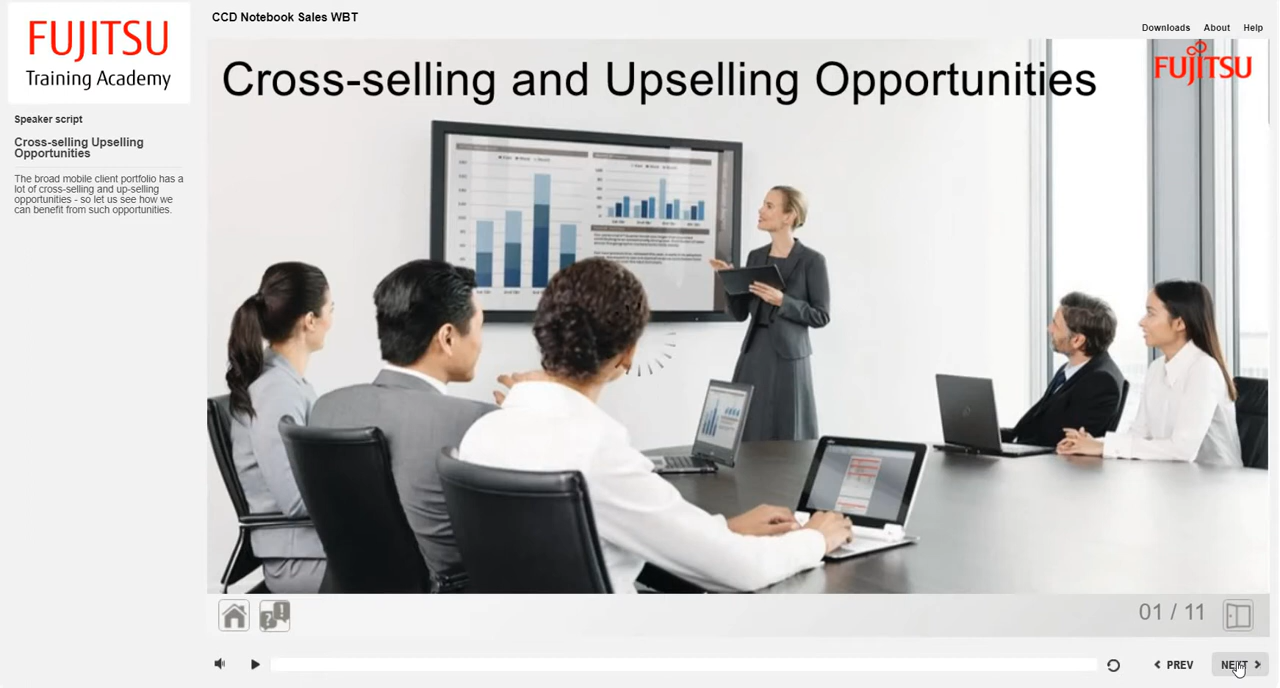 FUJITSU
Training Academy
CCD Notebook Sales WBT
Downloads About Help
Speaker script
Cross-selling Upselling
Opportunities
The broad mobile client portfolio has a
lot of cross-selling and up-selling
opportunities - so let us see how we
can benefit from such opportunities.
Cross-selling and Upselling Opportunities
FUJITSU
01 / 11
PREV
NEXT